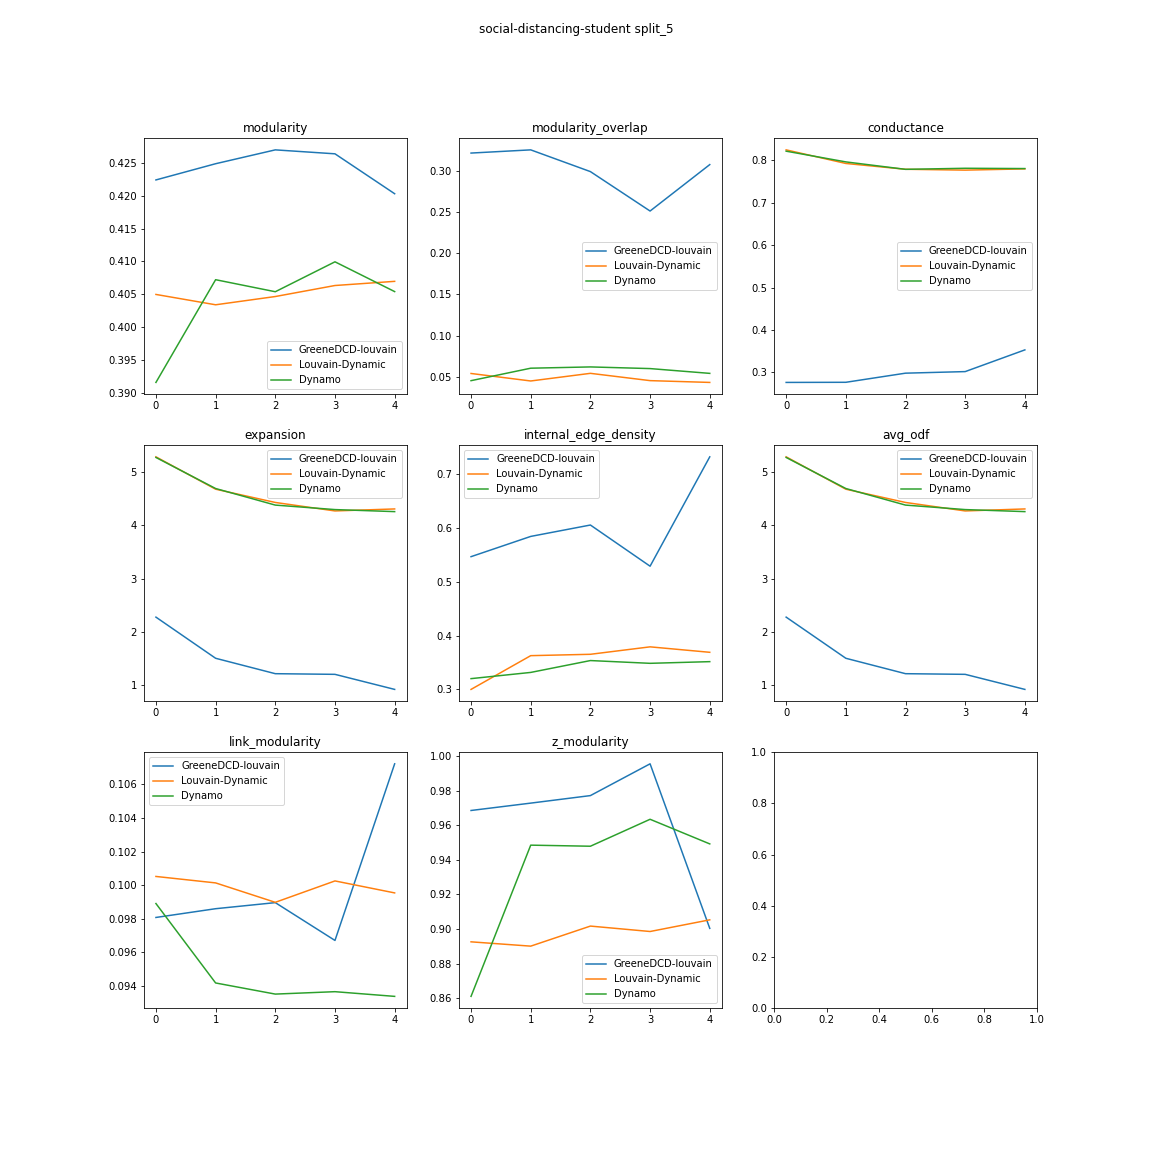 social-distancing-student split_5
modularity
0.425
0.420
0.415
0.410
0.405
0.400
0.395
0.390
0 1 2 3 4
GreeneDCD-louvain
Louvain-Dynamic
Dynamo
modularity_overlap
0.30
0.25
0.20
0.15
0.10
0.05
0 1 2 3 4
GreeneDCD-louvain
Louvain-Dynamic
Dynamo
conductance
0.8
0.7
0.6
0.5
0.4
0.3
0 1 2 3 4
GreeneDCD-louvain
Louvain-Dynamic
Dynamo
expansion
5
4
3
2
1
0 1 2 3 4
GreeneDCD-louvain
Louvain-Dynamic
Dynamo
internal_edge_density
0.7
0.6
0.5
0.4
0.3
0 1 2 3 4
GreeneDCD-louvain
Louvain-Dynamic
Dynamo
avg_odf
5
4
3
2
1
0 1 2 3 4
GreeneDCD-louvain
Louvain-Dynamic
Dynamo
link_modularity
0.106
0.104
0.102
0.100
0.098
0.096
0.094
0 1 2 3 4
GreeneDCD-louvain
Louvain-Dynamic
Dynamo
z_modularity
1.00
0.98
0.96
0.94
0.92
0.90
0.88
0.86
0 1 2 3 4
GreeneDCD-louvain
Louvain-Dynamic
Dynamo
1.0
0.8
0.6
0.4
0.2
0.0
0.0 0.2 0.4 0.6 0.8 1.0